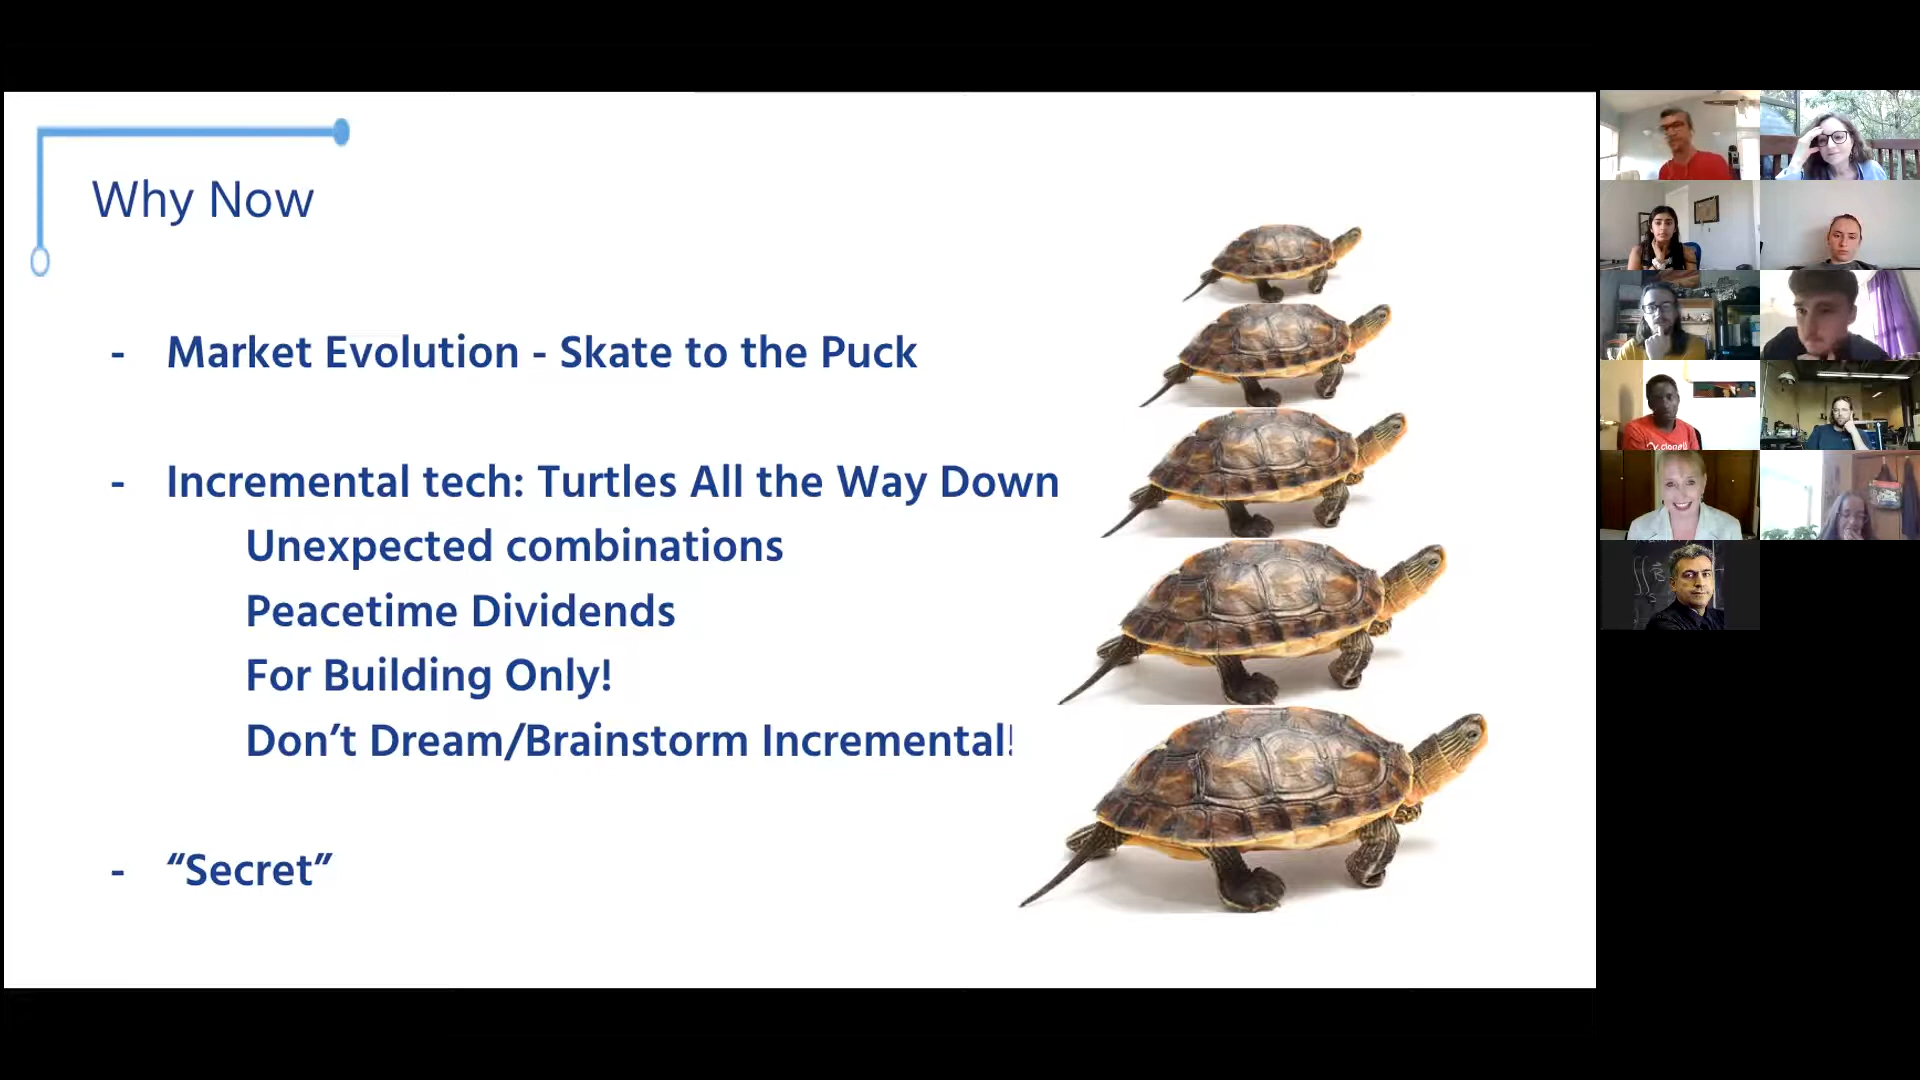 Why Now
- Market Evolution - Skate to the Puck
- Incremental tech: Turtles All the Way Down
Unexpected combinations
Peacetime Dividends
For Building Only!
Don’t Dream/Brainstorm Incremental!
- “Secret”